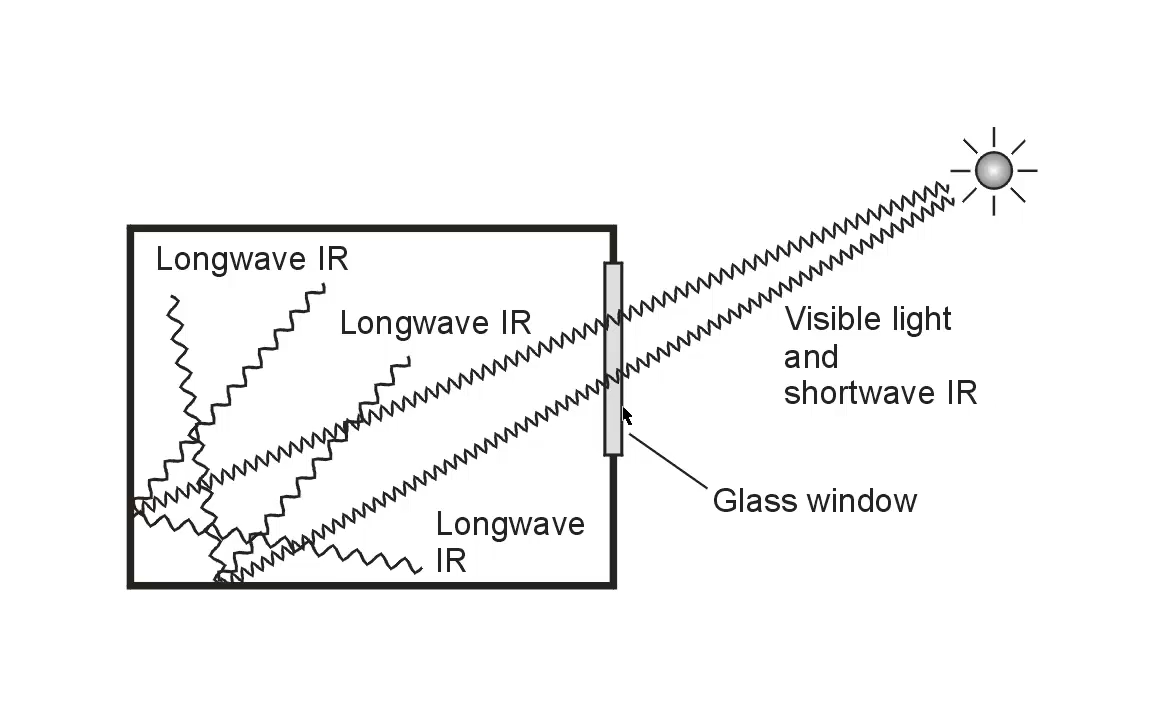 Longwave IR
Longwave IR
Visible light
and
shortwave IR
Glass window
Longwave
IR